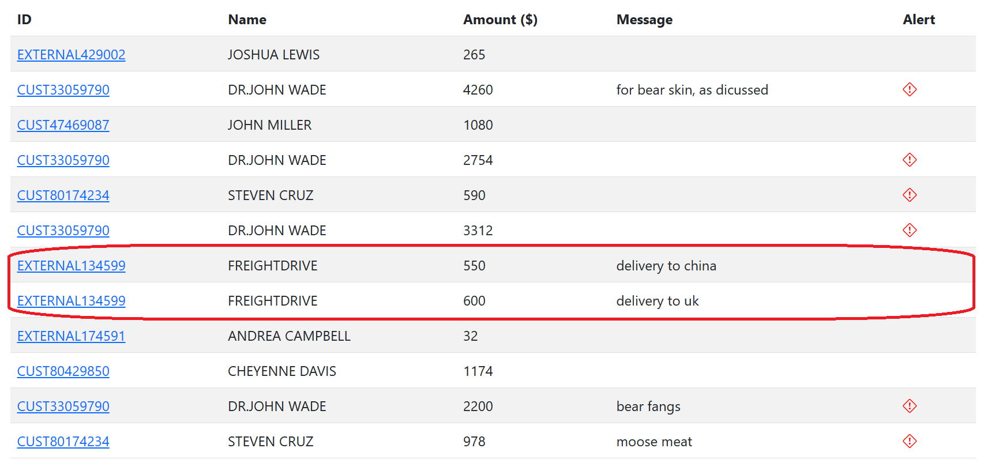 ID Name Amount ($) Message Alert
EXTERNAL429002 JOSHUA LEWIS 265
CUST33059790 DR.JOHN WADE 4260 for bear skin, as dicussed
CUST47469087 JOHN MILLER 1080
CUST33059790 DR.JOHN WADE 2754
CUST80174234 STEVEN CRUZ 590
CUST33059790 DR.JOHN WADE 3312
EXTERNAL134599 FREIGHTDRIVE 550 delivery to china
EXTERNAL134599 FREIGHTDRIVE 600 delivery to uk
EXTERNAL174591 ANDREA CAMPBELL 32
CUST80429850 CHEYENNE DAVIS 1174
CUST33059790 DR.JOHN WADE 2200 bear fangs
CUST80174234 STEVEN CRUZ 978 moose meat